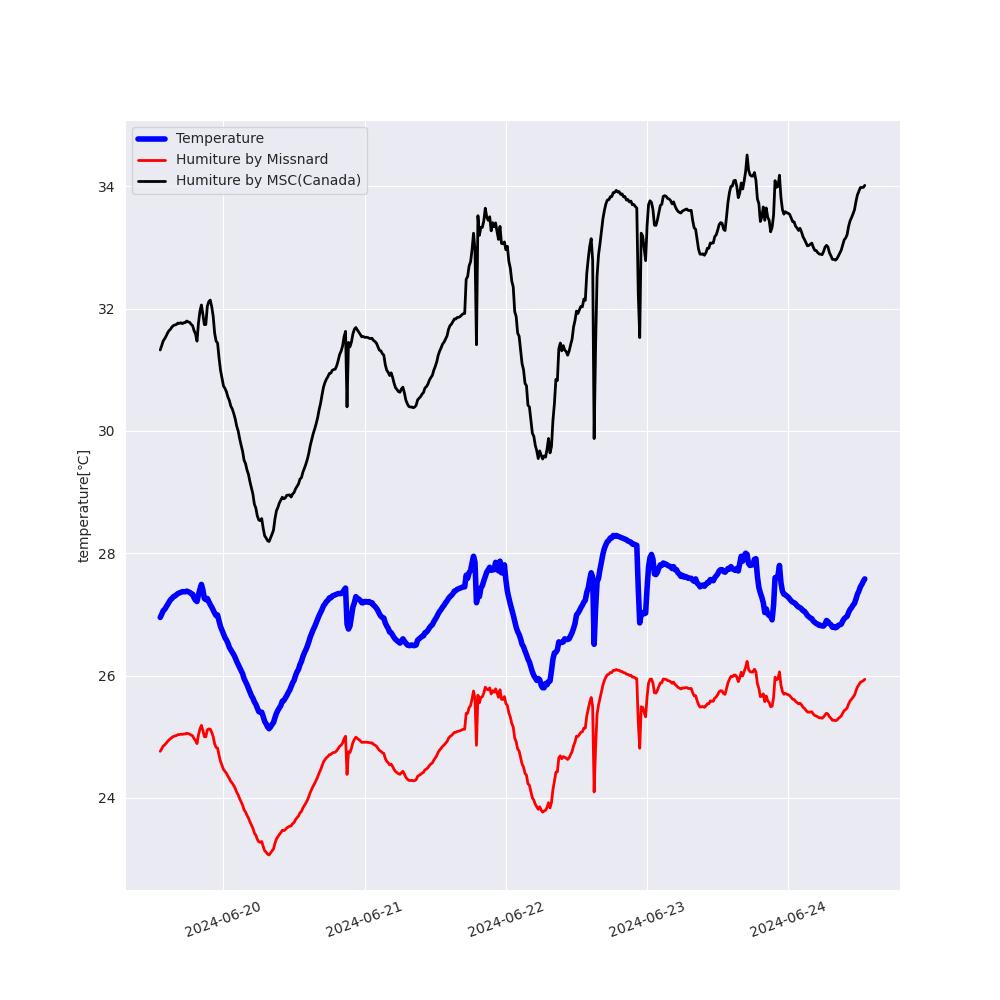 Temperature
Humiture by Missnard
Humiture by MSC(Canada)
34
32
30
28
26
24
temperature[℃]
2024-06-20
2024-06-21
2024-06-22
2024-06-23
2024-06-24